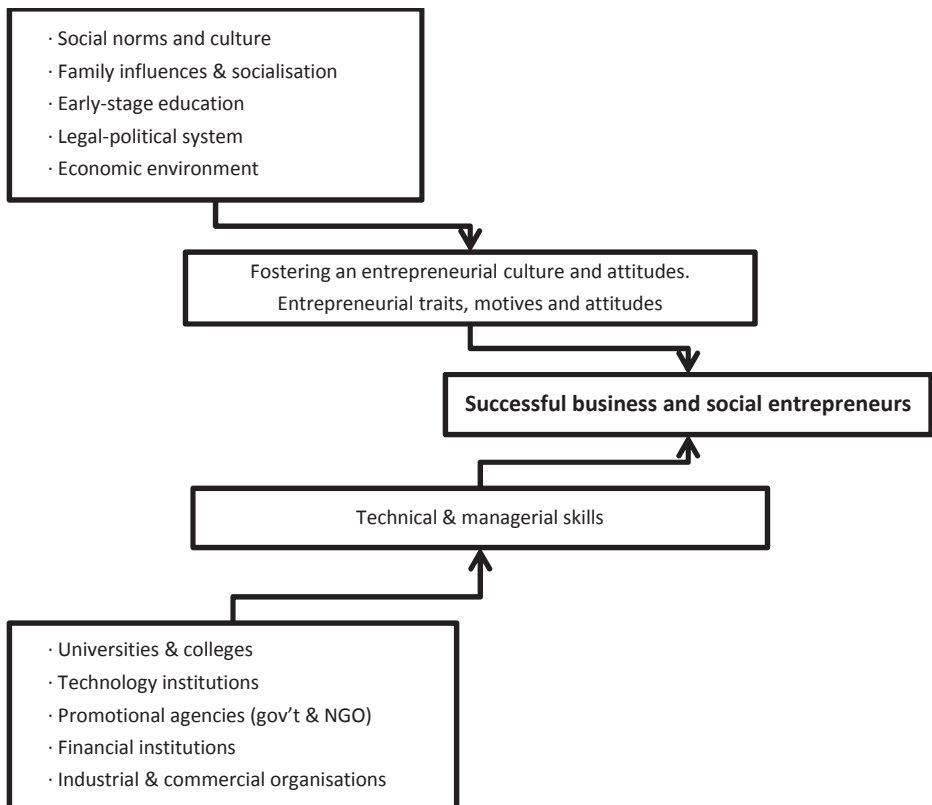 · Social norms and culture
· Family influences & socialisation
· Early-stage education
· Legal-political system
· Economic environment
Fostering an entrepreneurial culture and attitudes.
Entrepreneurial traits, motives and attitudes
Successful business and social entrepreneurs
Technical & managerial skills
· Universities & colleges
· Technology institutions
· Promotional agencies (gov’t & NGO)
· Financial institutions
· Industrial & commercial organisations